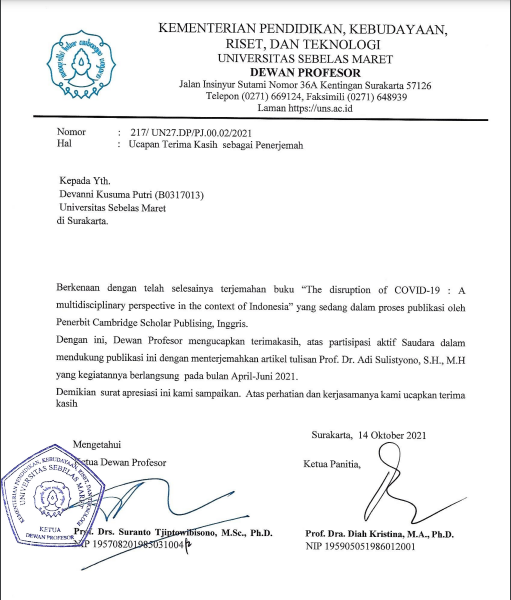 KEMENTERIAN PENDIDIKAN, KEBUDAYAAN,
RISET, DAN TEKNOLOGI
UNIVERSITAS SEBELAS MARET
DEWAN PROFESOR
Jalan Insinyur Sutami Nomor 36A Kentingan Surakarta 57126
Telepon (0271) 669124, Faksimili (0271) 648939
Laman https://uns.ac.id
Nomor : 217/ UN27.DP/PJ.00.02/2021
Hal : Ucapan Terima Kasih sebagai Penerjemah
Kepada Yth.
Devanni Kusuma Putri (B0317013)
Universitas Sebelas Maret
di Surakarta.
Berkenaan dengan telah selesainya terjemahan buku “The disruption of COVID-19 : A
multidisciplinary perspective in the context of Indonesia” yang sedang dalam proses publikasi oleh
Penerbit Cambridge Scholar Publising, Inggris.
Dengan ini, Dewan Profesor mengucapkan terimakasih, atas partisipasi aktif Saudara dalam
mendukung publikasi ini dengan menterjemahkan artikel tulisan Prof. Dr. Adi Sulistyono, S.H., M.H
yang kegiatannya berlangsung pada bulan April-Juni 2021.
Demikian surat apresiasi ini kami sampaikan. Atas perhatian dan kerjasamanya kami ucapkan terima
kasih
Surakarta, 14 Oktober 2021
Mengetahui
Ketua Dewan Profesor
Ketua Panitia,
KEMENTERIAN PENDIDIKAN, KEBUDAYAAN, RISET, DAN TEKNOLOGI
UNIVERSITAS SEBELAS MARET
KETUA
DEWAN PROFESOR
Prof. Drs. Suranto Tjiptowibisono, M.Sc., Ph.D.
NIP 195708201985031004
Prof. Dra. Diah Kristina, M.A., Ph.D.
NIP 195905051986012001